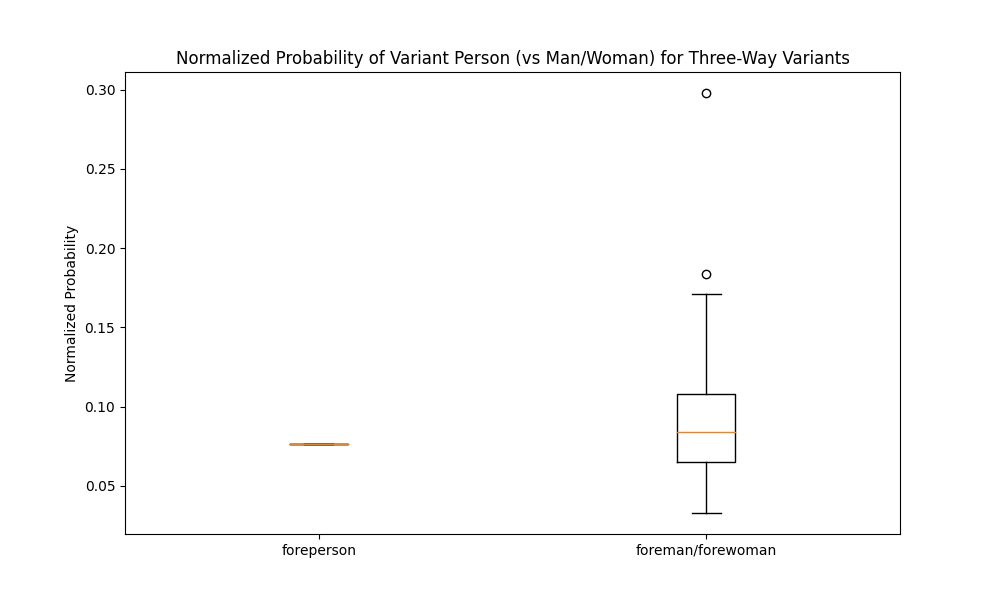 Normalized Probability of Variant Person (vs Man/Woman) for Three-Way Variants
Normalized Probability
0.30
0.25
0.20
0.15
0.10
0.05
foreperson
foreman/forewoman